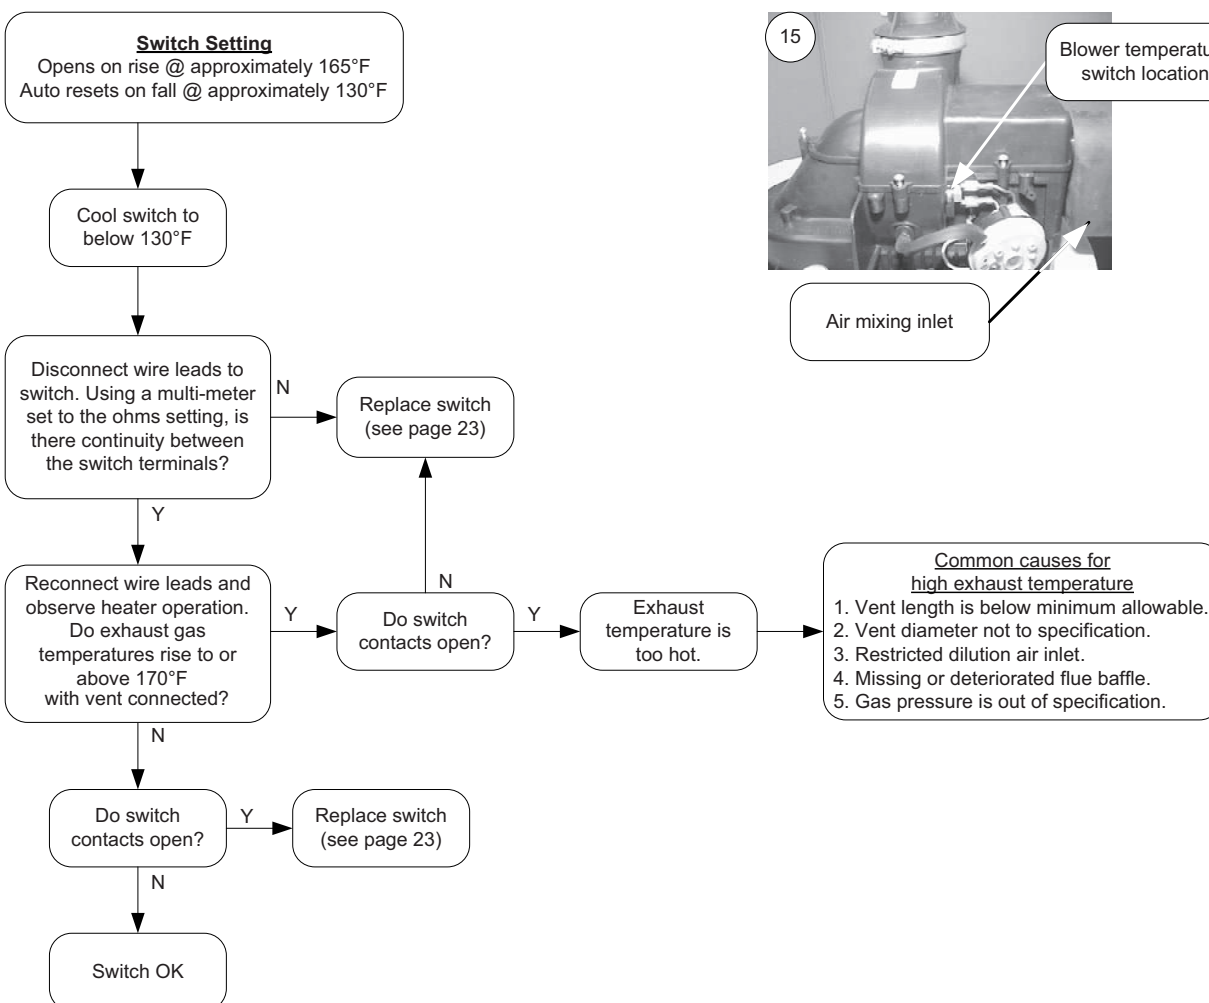 Switch Setting
Opens on rise @ approximately 165°F
Auto resets on fall @ approximately 130°F
15
Blower temperatu
switch location
Air mixing inlet
Cool switch to
below 130°F
Disconnect wire leads to
switch. Using a multi-meter
set to the ohms setting, is
there continuity between
the switch terminals?
N
Replace switch
(see page 23)
Y
Reconnect wire leads and
observe heater operation.
Do exhaust gas
temperatures rise to or
above 170°F
with vent connected?
Y
N
Do switch
contacts open?
Y
Exhaust
temperature is
too hot.
Common causes for
high exhaust temperature
1. Vent length is below minimum allowable.
2. Vent diameter not to specification.
3. Restricted dilution air inlet.
4. Missing or deteriorated flue baffle.
5. Gas pressure is out of specification.
N
Do switch
contacts open?
Y
Replace switch
(see page 23)
N
Switch OK